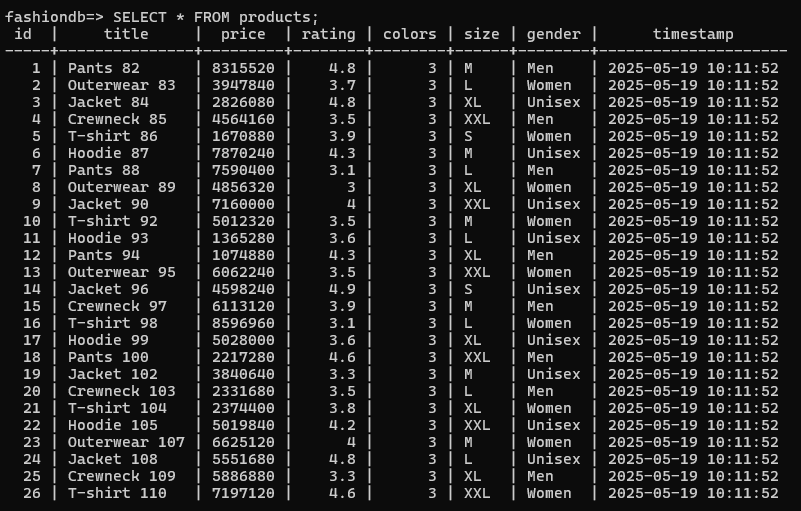 fashiondb=> SELECT * FROM products;
 id  |     title     |  price  | rating | colors | size | gender |      timestamp
-----+---------------+---------+--------+--------+------+--------+---------------------
   1 | Pants 82      | 8315520 |    4.8 |      3 | M    | Men    | 2025-05-19 10:11:52
   2 | Outerwear 83  | 3947840 |    3.7 |      3 | L    | Women  | 2025-05-19 10:11:52
   3 | Jacket 84     | 2826080 |    4.8 |      3 | XL   | Unisex | 2025-05-19 10:11:52
   4 | Crewneck 85   | 4564160 |    3.5 |      3 | XXL  | Men    | 2025-05-19 10:11:52
   5 | T-shirt 86    | 1670880 |    3.9 |      3 | S    | Women  | 2025-05-19 10:11:52
   6 | Hoodie 87     | 7870240 |    4.3 |      3 | M    | Unisex | 2025-05-19 10:11:52
   7 | Pants 88      | 7590400 |    3.1 |      3 | L    | Men    | 2025-05-19 10:11:52
   8 | Outerwear 89  | 4856320 |      3 |      3 | XL   | Women  | 2025-05-19 10:11:52
   9 | Jacket 90     | 7160000 |      4 |      3 | XXL  | Unisex | 2025-05-19 10:11:52
  10 | T-shirt 92    | 5012320 |    3.5 |      3 | M    | Women  | 2025-05-19 10:11:52
  11 | Hoodie 93     | 1365280 |    3.6 |      3 | L    | Unisex | 2025-05-19 10:11:52
  12 | Pants 94      | 1074880 |    4.3 |      3 | XL   | Men    | 2025-05-19 10:11:52
  13 | Outerwear 95  | 6062240 |    3.5 |      3 | XXL  | Women  | 2025-05-19 10:11:52
  14 | Jacket 96     | 4598240 |    4.9 |      3 | S    | Unisex | 2025-05-19 10:11:52
  15 | Crewneck 97   | 6113120 |    3.9 |      3 | M    | Men    | 2025-05-19 10:11:52
  16 | T-shirt 98    | 8596960 |    3.1 |      3 | L    | Women  | 2025-05-19 10:11:52
  17 | Hoodie 99     | 5028000 |    3.6 |      3 | XL   | Unisex | 2025-05-19 10:11:52
  18 | Pants 100     | 2217280 |    4.6 |      3 | XXL  | Men    | 2025-05-19 10:11:52
  19 | Jacket 102    | 3840640 |    3.3 |      3 | M    | Unisex | 2025-05-19 10:11:52
  20 | Crewneck 103  | 2331680 |    3.5 |      3 | L    | Men    | 2025-05-19 10:11:52
  21 | T-shirt 104   | 2374400 |    3.8 |      3 | XL   | Women  | 2025-05-19 10:11:52
  22 | Hoodie 105    | 5019840 |    4.2 |      3 | XXL  | Unisex | 2025-05-19 10:11:52
  23 | Outerwear 107 | 6625120 |      4 |      3 | M    | Women  | 2025-05-19 10:11:52
  24 | Jacket 108    | 5551680 |    4.8 |      3 | L    | Unisex | 2025-05-19 10:11:52
  25 | Crewneck 109  | 5886880 |    3.3 |      3 | XL   | Men    | 2025-05-19 10:11:52
  26 | T-shirt 110   | 7197120 |    4.6 |      3 | XXL  | Women  | 2025-05-19 10:11:52